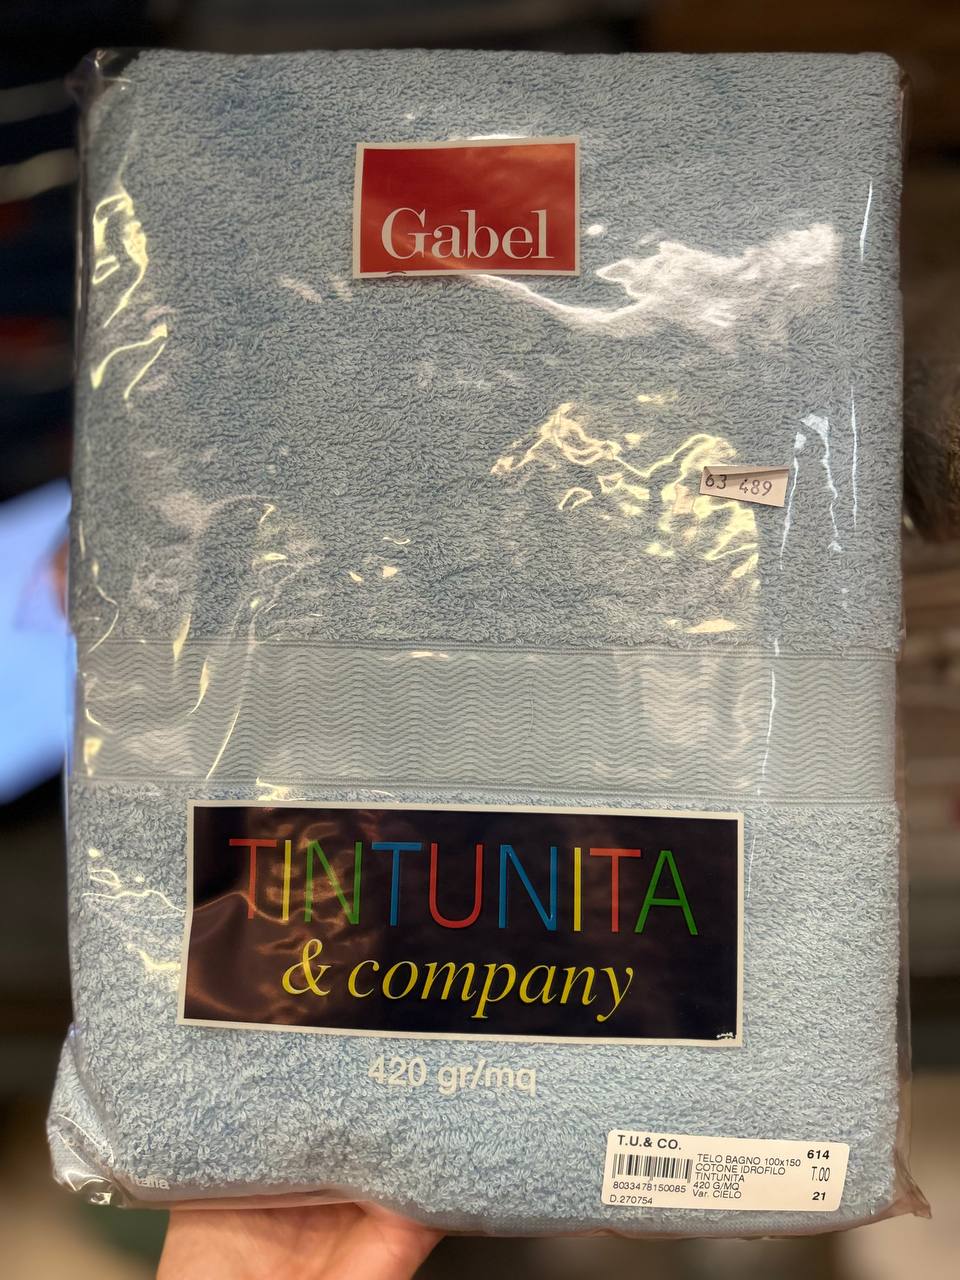 Gabel
63 489
TINTUNITA
& company
420 gr/mq
T.U.& CO.
614
TELO BAGNO 100x150
COTONE IDROFILO
T.00
TINTUNITA
8033478150085
420 G/MQ
Var. CIELO
21
D.270754